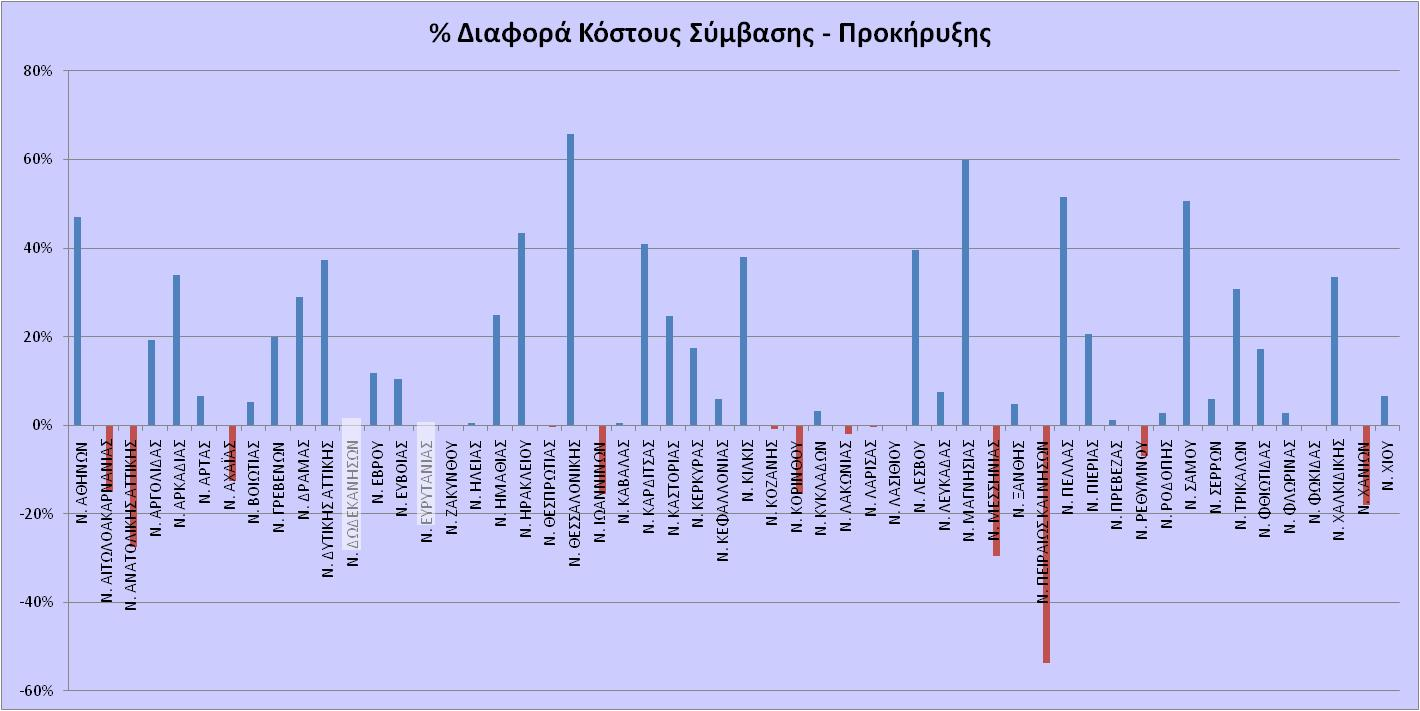 % Διαφορά Κόστους Σύμβασης - Προκήρυξης
80%
60%
40%
20%
0%
-20%
-40%
-60%
Ν. ΑΘΗΝΩΝ
Ν. ΑΙΤΩΛΟΑΚΑΡΝΑΝΙΑΣ
Ν. ΑΝΑΤΟΛΙΚΗΣ ΑΤΤΙΚΗΣ
Ν. ΑΡΓΟΛΙΔΑΣ
Ν. ΑΡΚΑΔΙΑΣ
Ν. ΑΡΤΑΣ
Ν. ΑΧΑΪΑΣ
Ν. ΒΟΙΩΤΙΑΣ
Ν. ΓΡΕΒΕΝΩΝ
Ν. ΔΡΑΜΑΣ
Ν. ΔΥΤΙΚΗΣ ΑΤΤΙΚΗΣ
Ν. ΔΩΔΕΚΑΝΗΣΩΝ
Ν. ΕΒΡΟΥ
Ν. ΕΥΒΟΙΑΣ
Ν. ΕΥΡΥΤΑΝΙΑΣ
Ν. ΖΑΚΥΝΘΟΥ
Ν. ΗΛΕΙΑΣ
Ν. ΗΜΑΘΙΑΣ
Ν. ΗΡΑΚΛΕΙΟΥ
Ν. ΘΕΣΠΡΩΤΙΑΣ
Ν. ΘΕΣΣΑΛΟΝΙΚΗΣ
Ν. ΙΩΑΝΝΙΝΩΝ
Ν. ΚΑΒΑΛΑΣ
Ν. ΚΑΡΔΙΤΣΑΣ
Ν. ΚΑΣΤΟΡΙΑΣ
Ν. ΚΕΡΚΥΡΑΣ
Ν. ΚΕΦΑΛΛΟΝΙΑΣ
Ν. ΚΙΛΚΙΣ
Ν. ΚΟΖΑΝΗΣ
Ν. ΚΟΡΙΝΘΟΥ
Ν. ΚΥΚΛΑΔΩΝ
Ν. ΛΑΚΩΝΙΑΣ
Ν. ΛΑΡΙΣΑΣ
Ν. ΛΑΣΙΘΙΟΥ
Ν. ΛΕΣΒΟΥ
Ν. ΛΕΥΚΑΔΑΣ
Ν. ΜΑΓΝΗΣΙΑΣ
Ν. ΜΕΣΣΗΝΙΑΣ
Ν. ΞΑΝΘΗΣ
Ν. ΠΕΙΡΑΙΩΣ ΚΑΙ ΝΗΣΩΝ
Ν. ΠΕΛΛΑΣ
Ν. ΠΙΕΡΙΑΣ
Ν. ΠΡΕΒΕΖΑΣ
Ν. ΡΕΘΥΜΝΟΥ
Ν. ΡΟΔΟΠΗΣ
Ν. ΣΑΜΟΥ
Ν. ΣΕΡΡΩΝ
Ν. ΤΡΙΚΑΛΩΝ
Ν. ΦΘΙΩΤΙΔΑΣ
Ν. ΦΛΩΡΙΝΑΣ
Ν. ΦΩΚΙΔΑΣ
Ν. ΧΑΛΚΙΔΙΚΗΣ
Ν. ΧΑΝΙΩΝ
Ν. ΧΙΟΥ